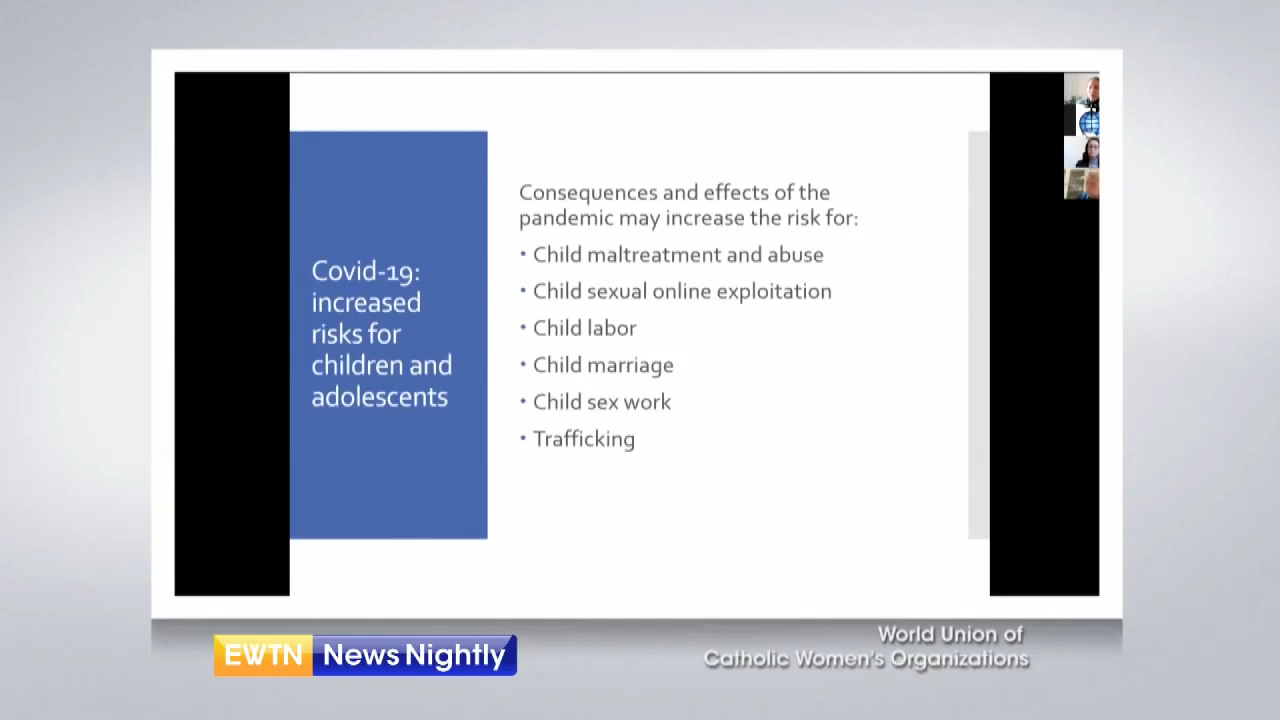 Covid-19:
increased
risks for
children and
adolescents
Consequences and effects of the
pandemic may increase the risk for:
• Child maltreatment and abuse
• Child sexual online exploitation
• Child labor
• Child marriage
• Child sex work
• Trafficking
EWTN News Nightly
World Union of
Catholic Women's Organizations